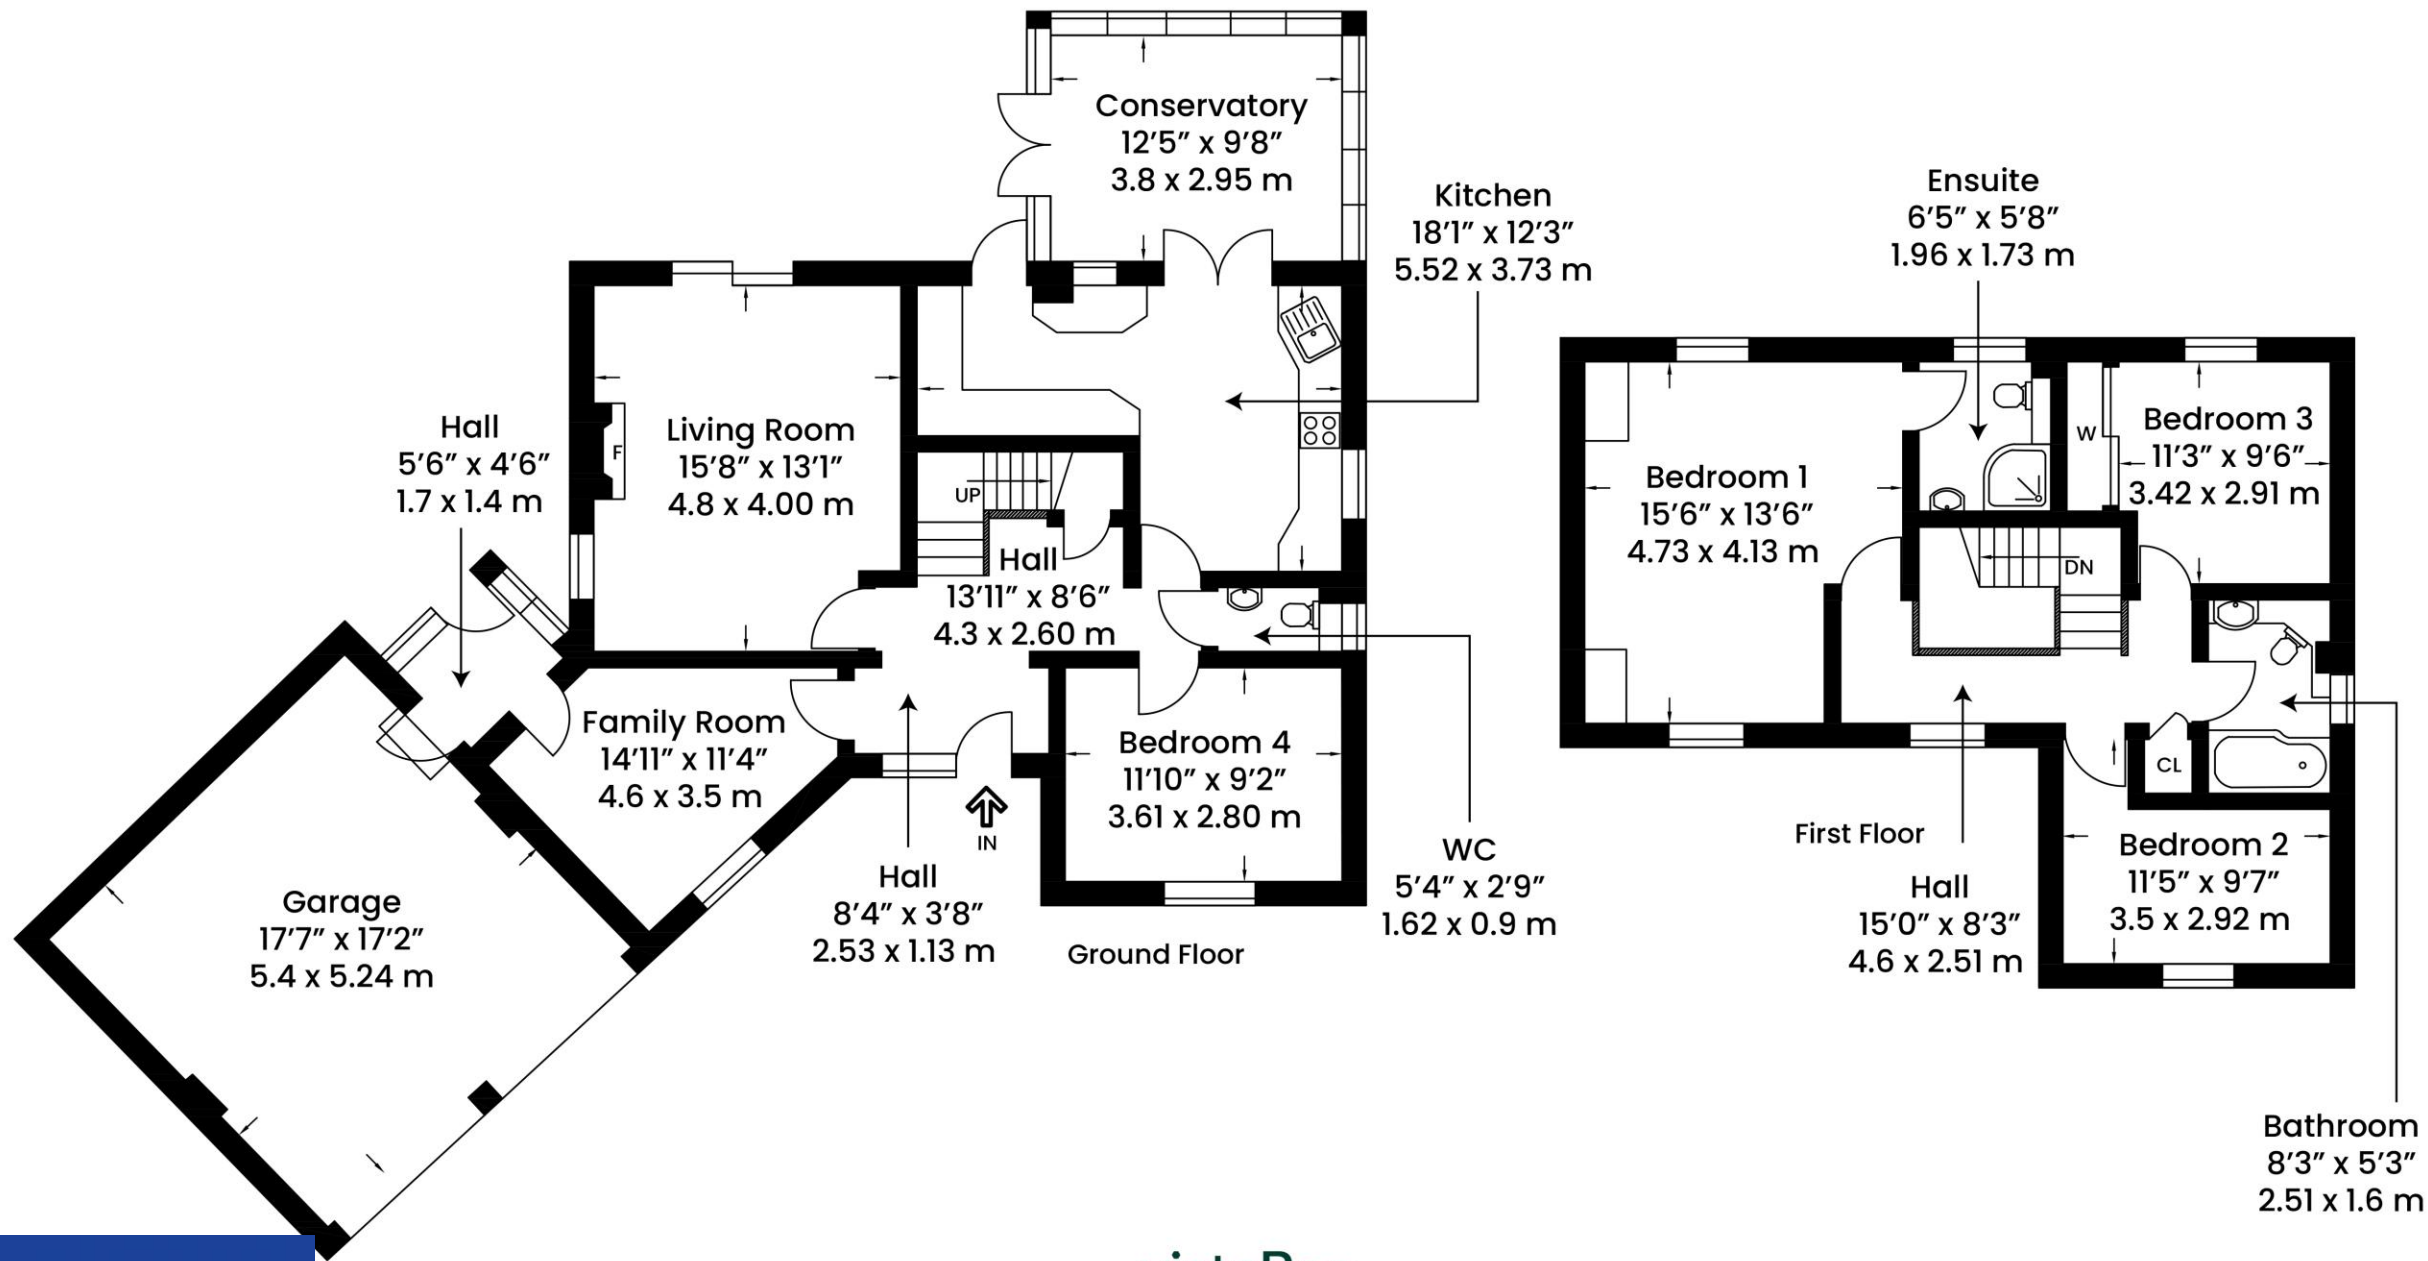 Conservatory
12'5" x 9'8"
3.8 x 2.95 m
Kitchen
18'1" x 12'3"
5.52 x 3.73 m
Ensuite
6'5" x 5'8"
1.96 x 1.73 m
Hall
5'6" x 4'6"
1.7 x 1.4 m
F
Living Room
15'8" x 13'1"
4.8 x 4.00 m
UP
Hall
13'11" x 8'6"
4.3 x 2.60 m
Family Room
14'11" x 11'4"
4.6 x 3.5 m
Bedroom 4
11'10" x 9'2"
3.61 x 2.80 m
IN
Garage
17'7" x 17'2"
5.4 x 5.24 m
Hall
8'4" x 3'8"
2.53 x 1.13 m
WC
5'4" x 2'9"
1.62 x 0.9 m
Ground Floor
Bedroom 1
15'6" x 13'6"
4.73 x 4.13 m
W
Bedroom 3
11'3" x 9'6"
3.42 x 2.91 m
DN
CL
First Floor
Hall
15'0" x 8'3"
4.6 x 2.51 m
Bedroom 2
11'5" x 9'7"
3.5 x 2.92 m
Bathroom
8'3" x 5'3"
2.51 x 1.6 m